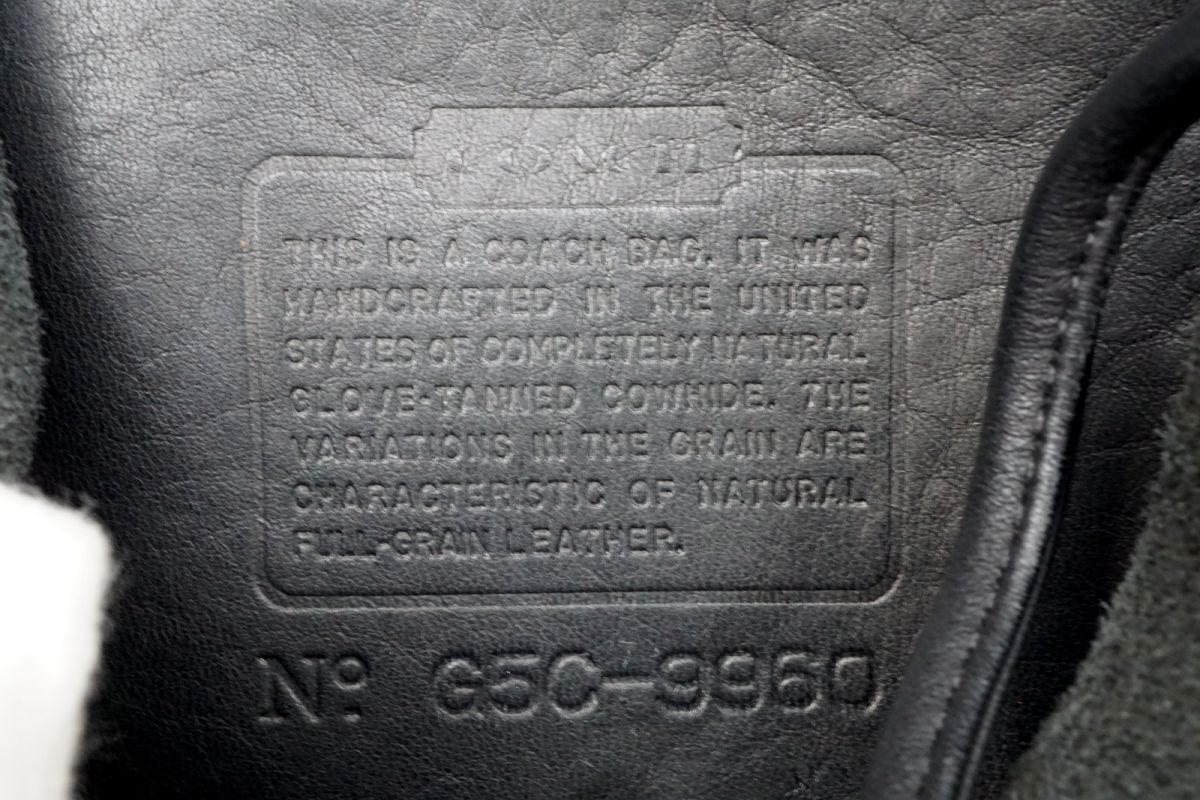 THIS IS A COACH BAG. IT WAS
HANDCRAFTED IN THE UNITED
STATES OF COMPLETELY NATURAL
GLOVE-TANNED COWHIDE. THE
VARIATIONS IN THE GRAIN ARE
CHARACTERISTIC OF NATURAL
FULL-GRAIN LEATHER.
Nº G5C-9960